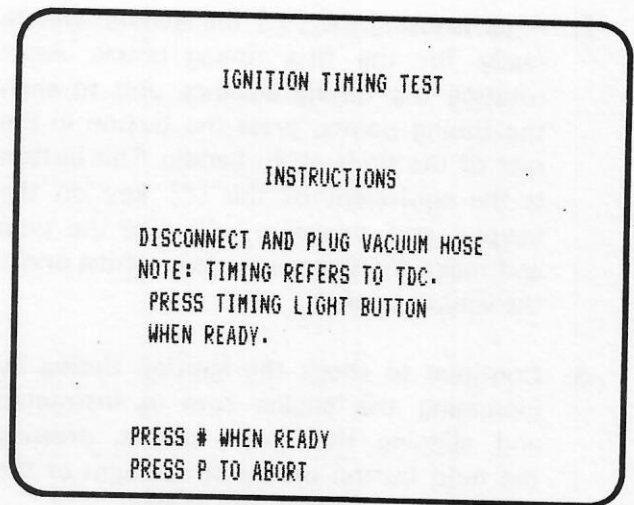 IGNITION TIMING TEST
INSTRUCTIONS
DISCONNECT AND PLUG VACUUM HOSE
NOTE: TIMING REFERS TO TDC.
PRESS TIMING LIGHT BUTTON
WHEN READY.
PRESS # WHEN READY
PRESS P TO ABORT